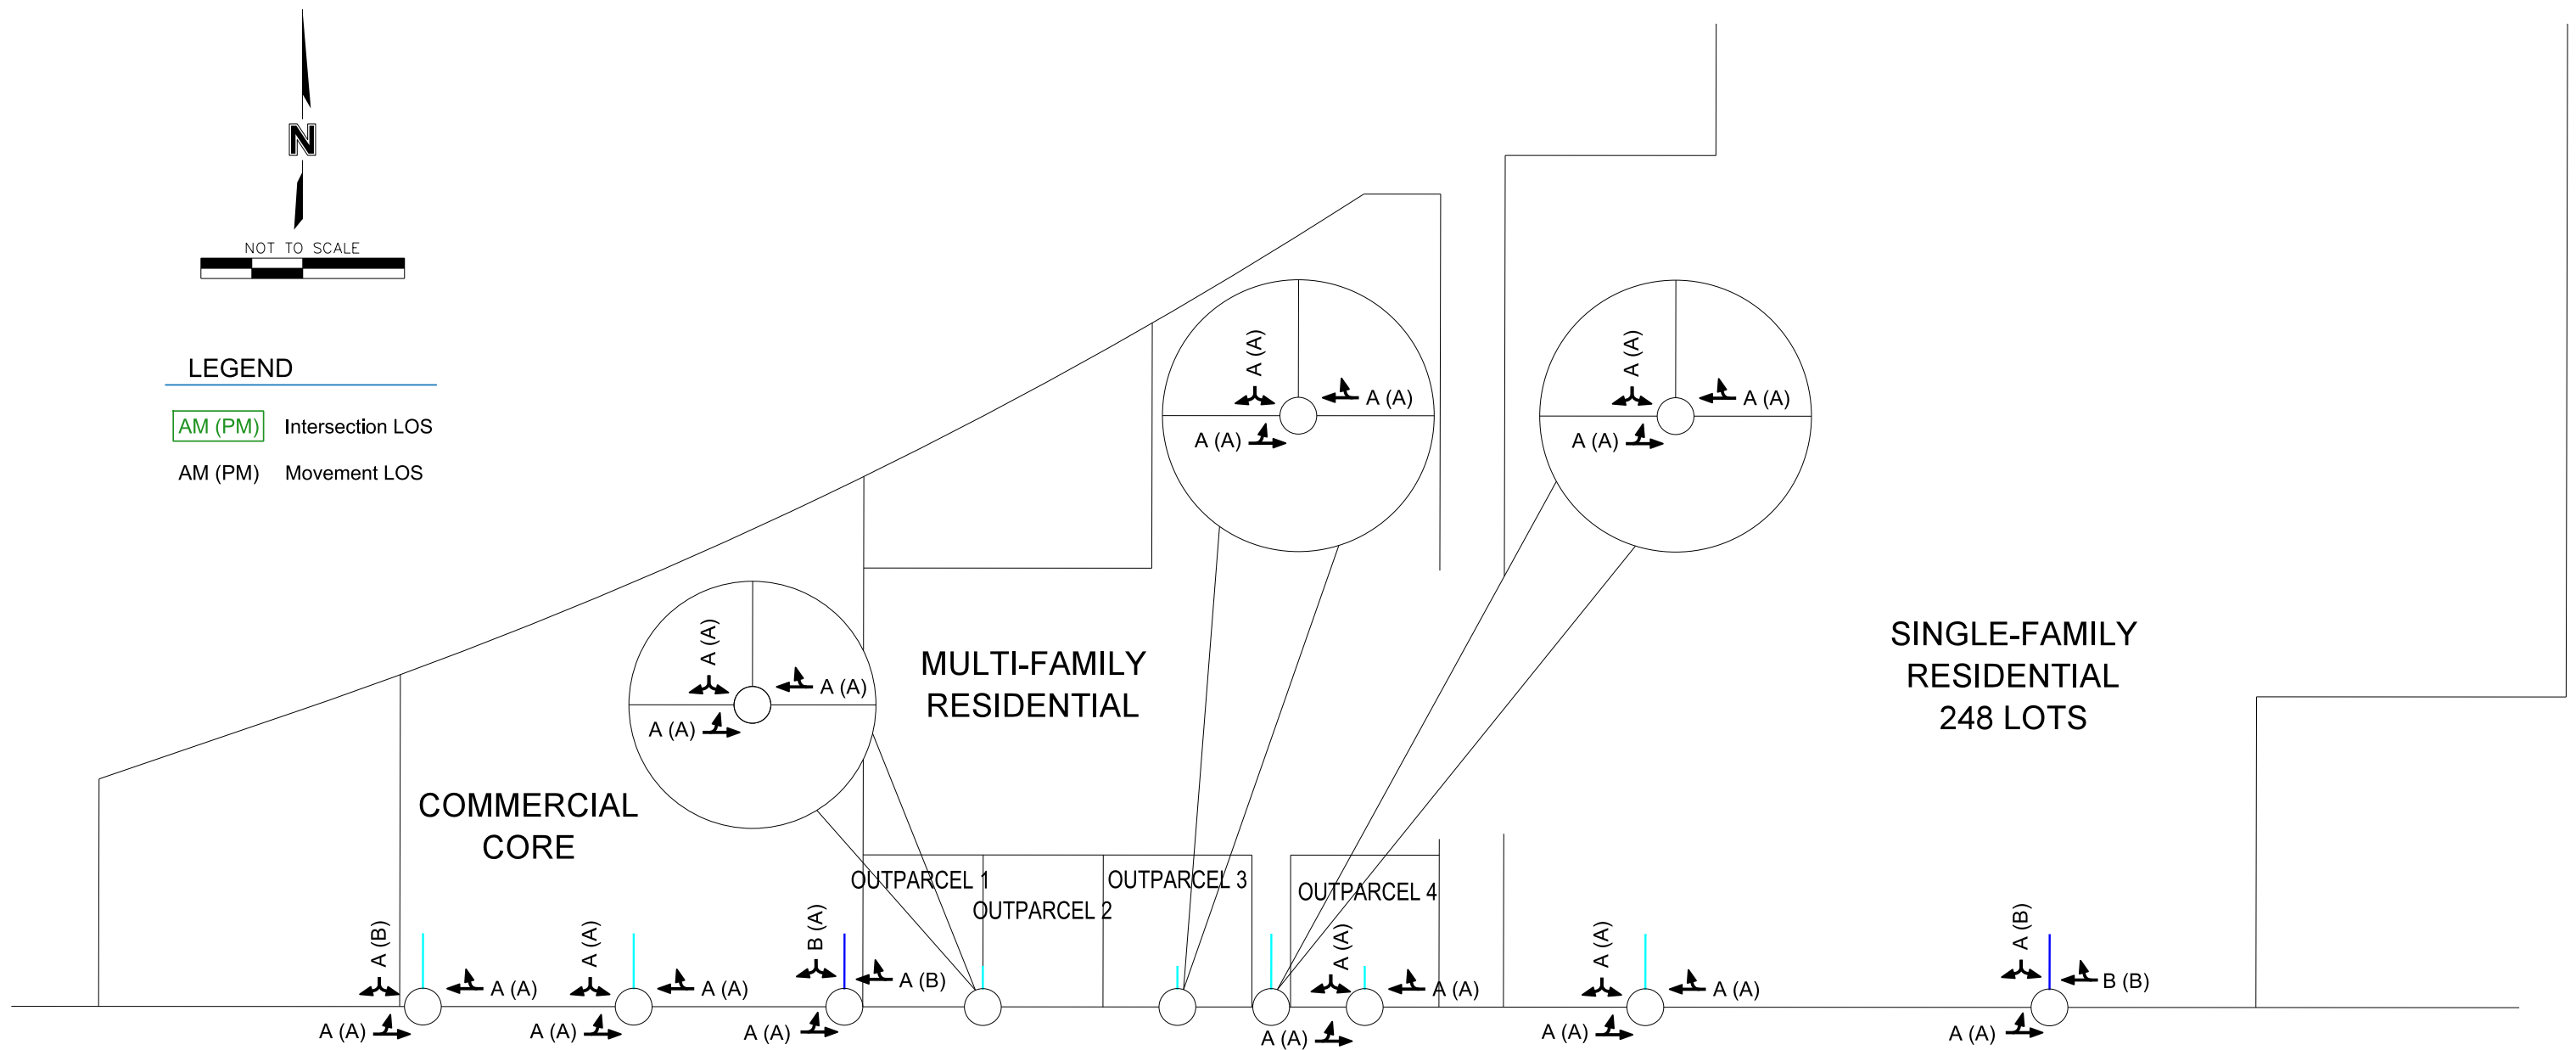 N
NOT TO SCALE
LEGEND
AM (PM) Intersection LOS
AM (PM) Movement LOS
A (A)
A (A)
A (A)
A (A)
A (A)
A (A)
A (A)
A (A)
A (A)
MULTI-FAMILY
RESIDENTIAL
SINGLE-FAMILY
RESIDENTIAL
248 LOTS
COMMERCIAL
CORE
OUTPARCEL 1
OUTPARCEL 2
OUTPARCEL 3
OUTPARCEL 4
A (B)
A (A)
A (A)
A (A)
A (A)
A (A)
B (A)
A (B)
A (A)
A (A)
A (A)
A (A)
A (A)
A (A)
A (A)
A (B)
B (B)
A (A)